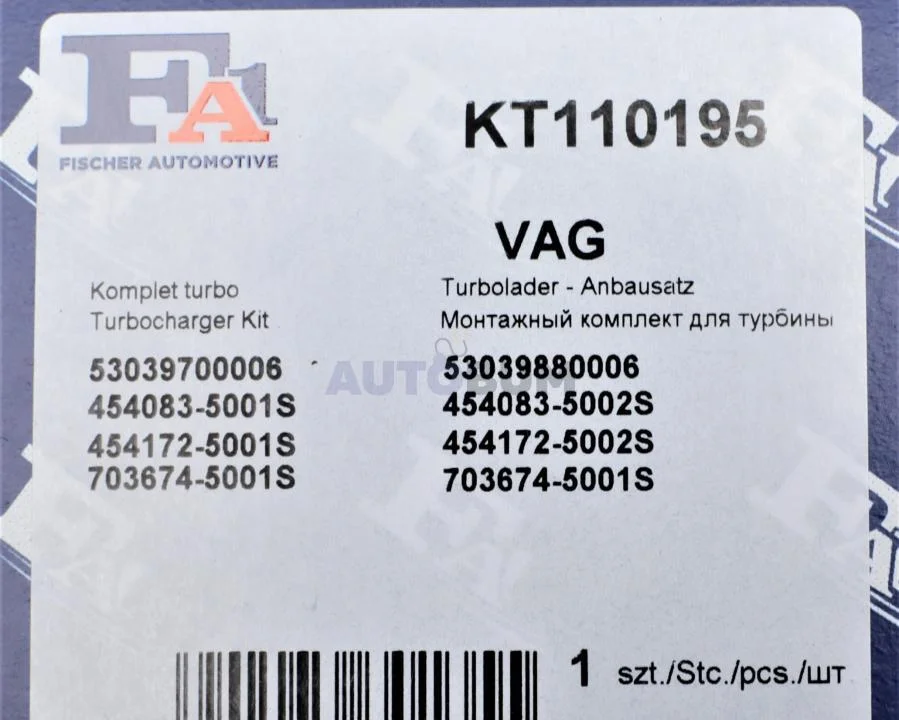 FA1
FISCHER AUTOMOTIVE
KT110195
VAG
Komplet turbo
Turbocharger Kit
Turbolader - Anbausatz
Монтажный комплект для турбины
53039700006
53039880006
AUTOBUM
454083-5001S
454083-5002S
454172-5001S
454172-5002S
703674-5001S
703674-5001S
1 szt./Stc./pcs./шт